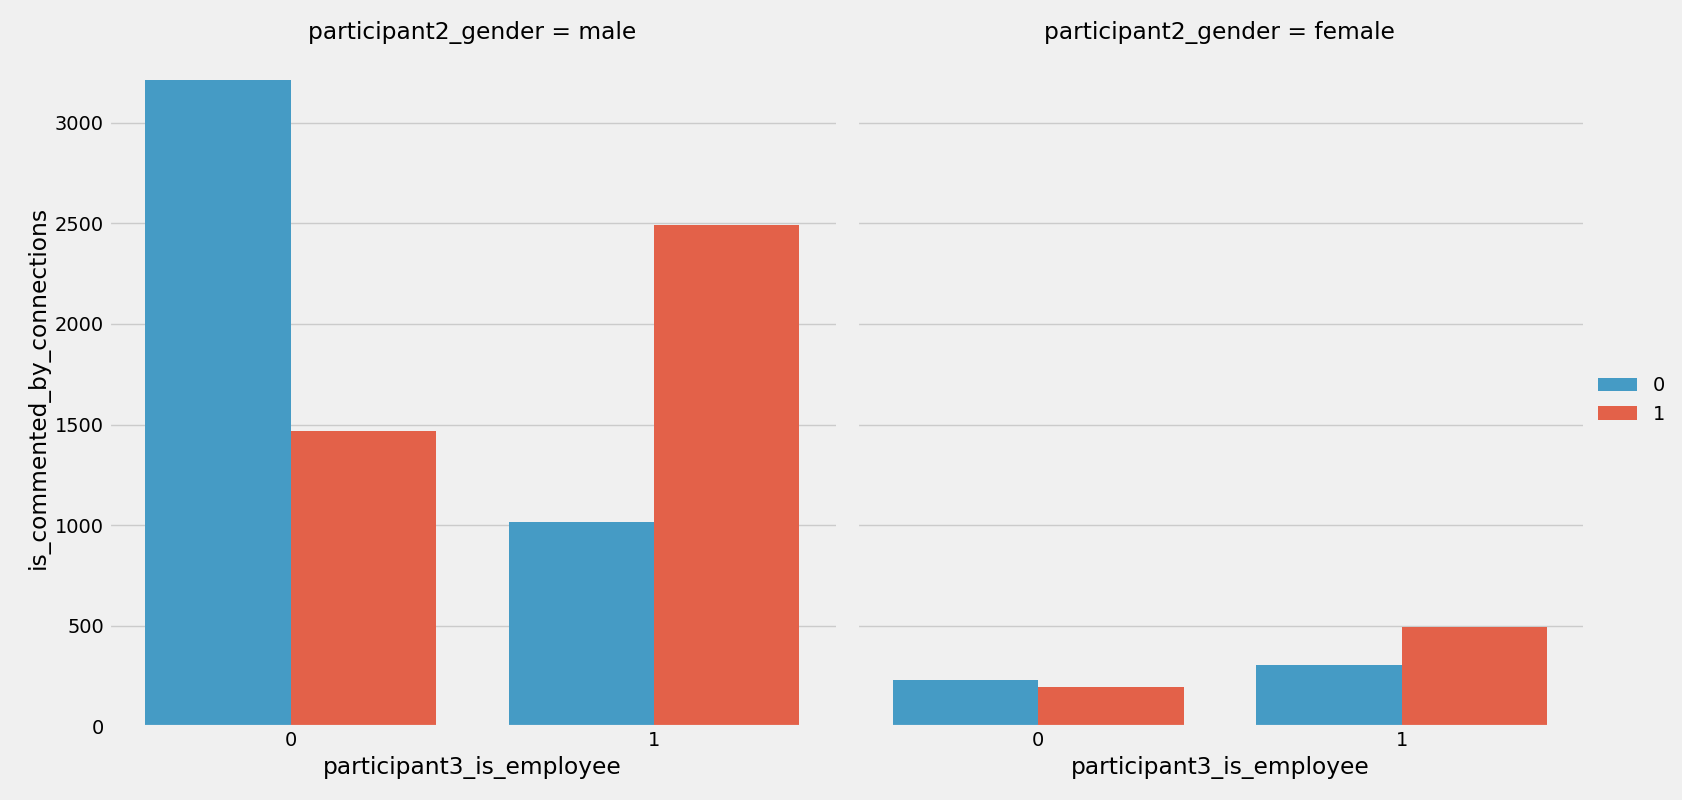 participant2_gender = male
participant2_gender = female
is_commented_by_connections
3000
2500
2000
1500
1000
500
0
0
1
participant3_is_employee
0
1
participant3_is_employee
0
1